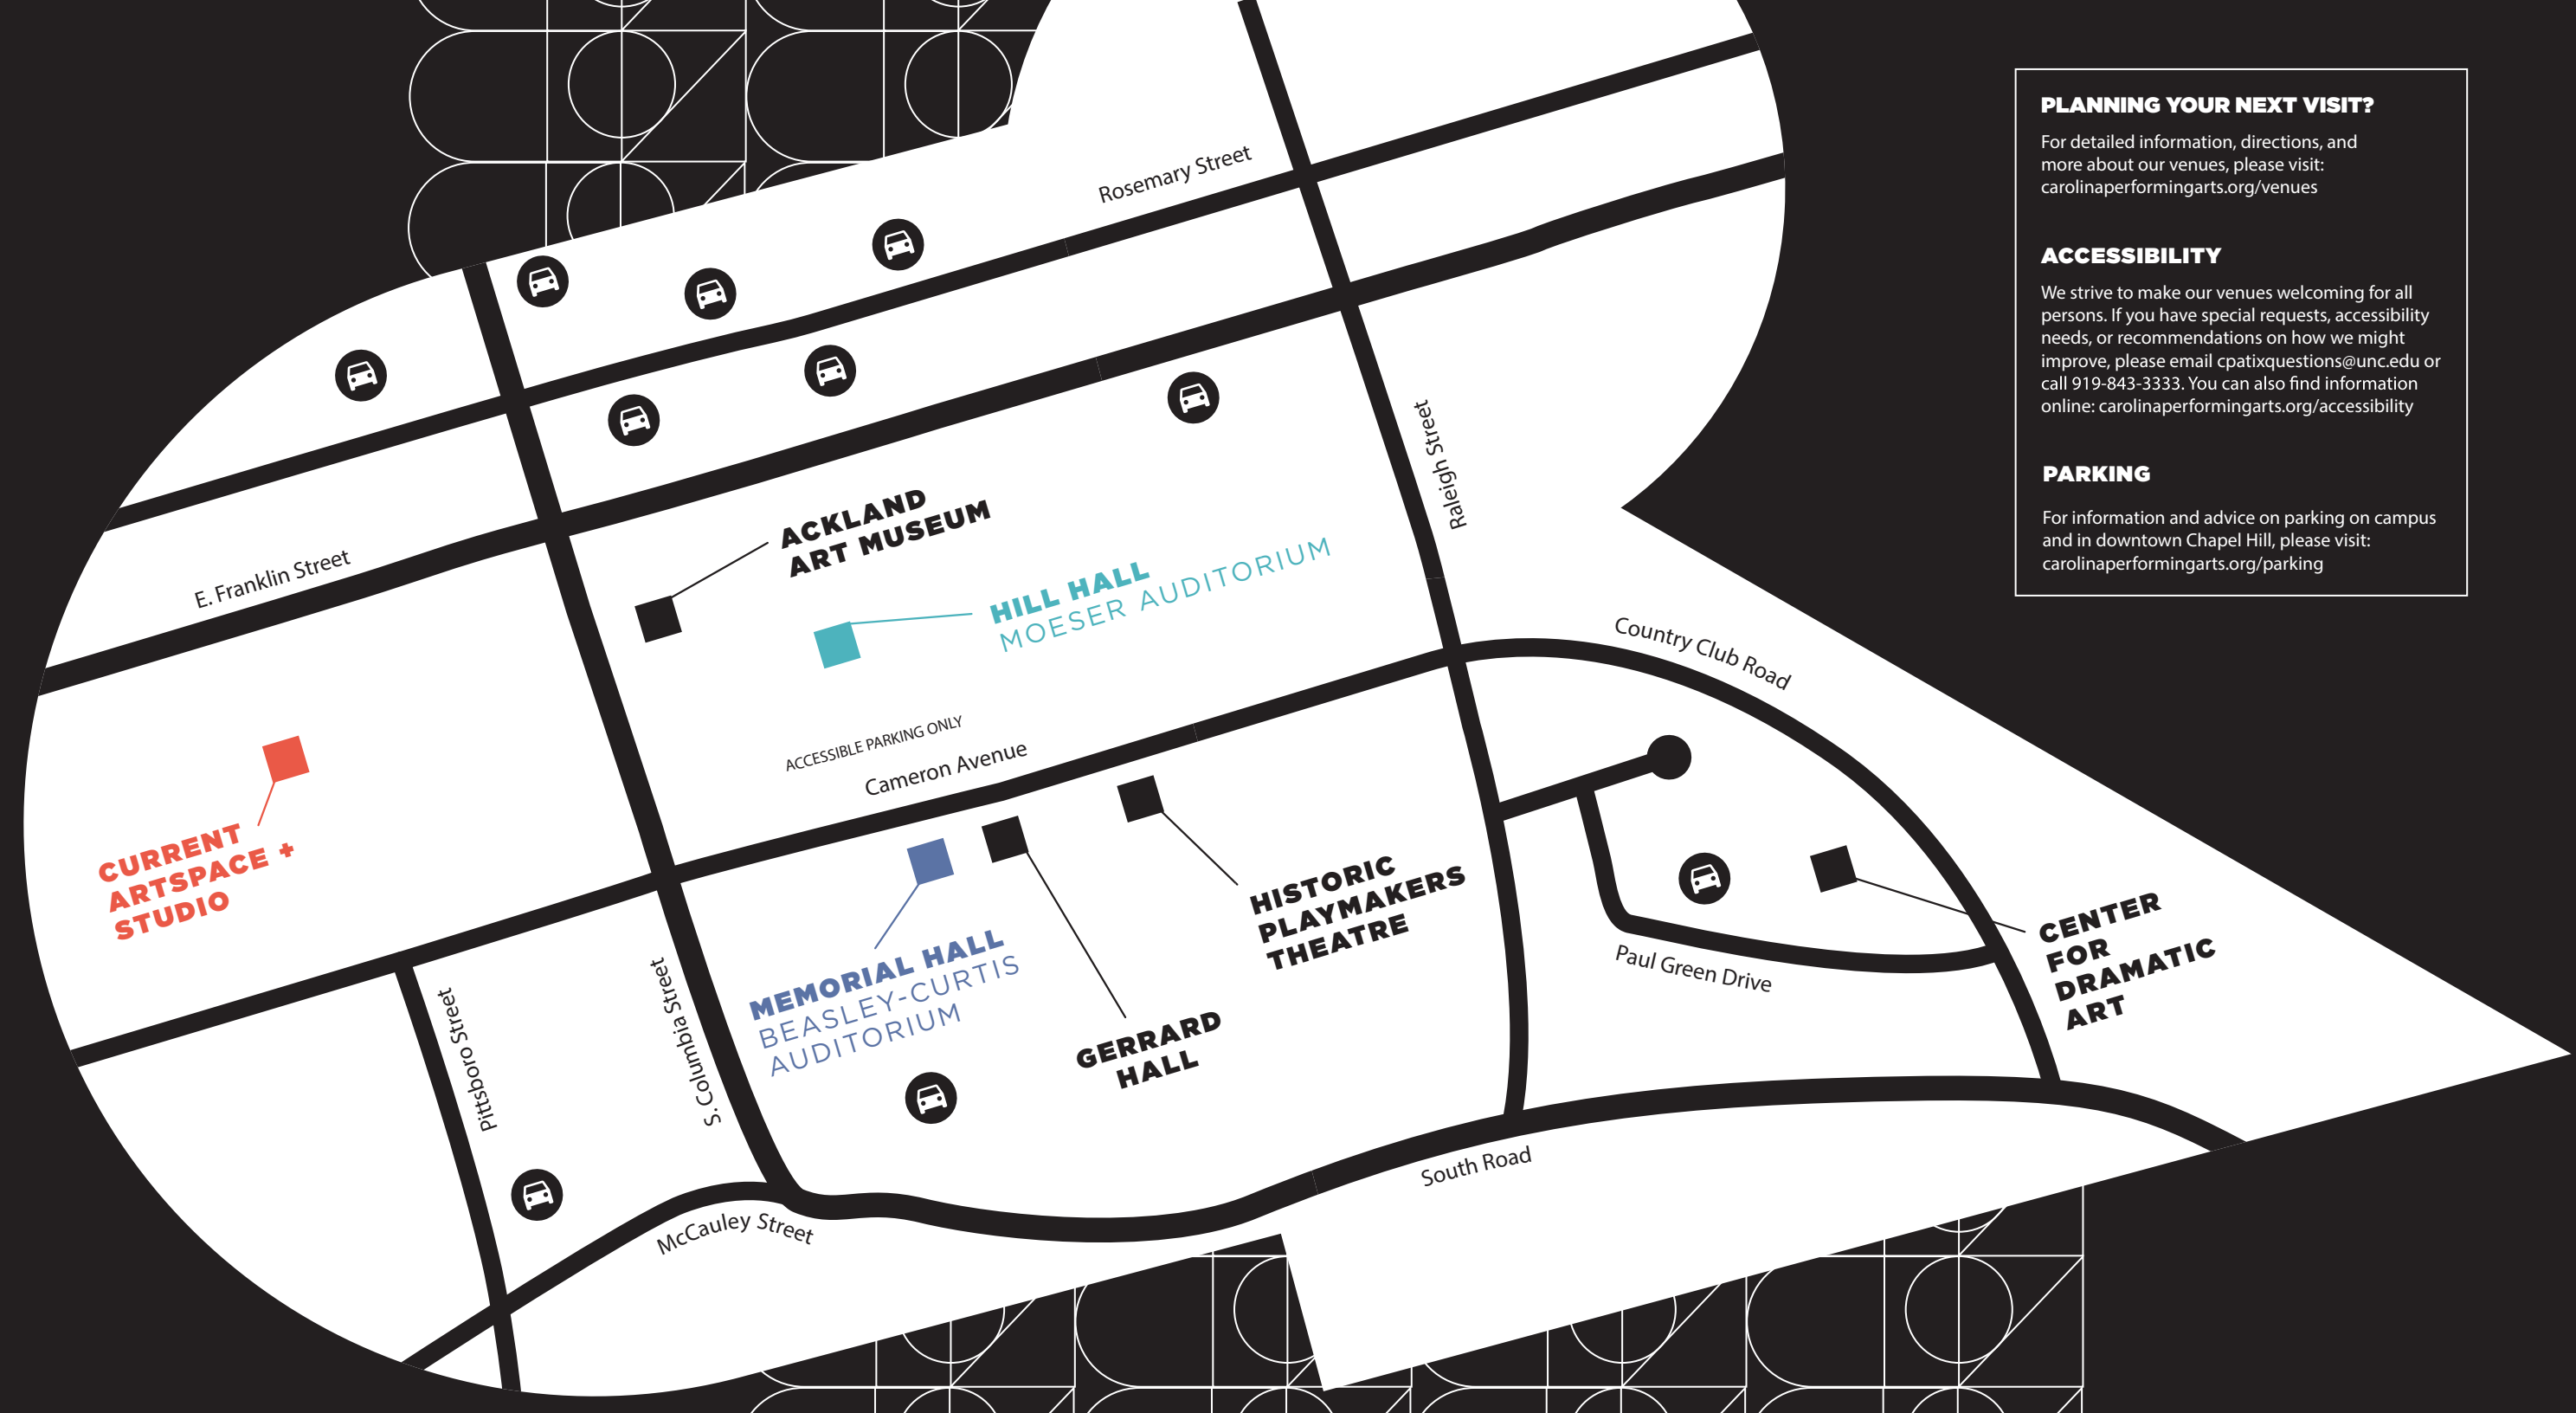 Rosemary Street
E. Franklin Street
Raleigh Street
ACKLAND
ART MUSEUM
HILL HALL
MOESER AUDITORIUM
Country Club Road
ACCESSIBLE PARKING ONLY
Cameron Avenue
CURRENT
ARTSPACE +
STUDIO
HISTORIC
PLAYMAKERS
THEATRE
MEMORIAL HALL
BEASLEY-CURTIS
AUDITORIUM
GERRARD
HALL
CENTER
FOR
DRAMATIC
ART
Paul Green Drive
Pittsboro Street
S. Columbia Street
McCauley Street
South Road
PLANNING YOUR NEXT VISIT?
For detailed information, directions, and
more about our venues, please visit:
carolinaperformingarts.org/venues
ACCESSIBILITY
We strive to make our venues welcoming for all
persons. If you have special requests, accessibility
needs, or recommendations on how we might
improve, please email cpatixquestions@unc.edu or
call 919-843-3333. You can also find information
online: carolinaperformingarts.org/accessibility
PARKING
For information and advice on parking on campus
and in downtown Chapel Hill, please visit:
carolinaperformingarts.org/parking